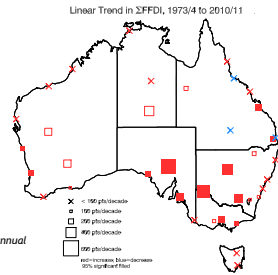 Linear Trend in ΣFFDI, 1973/4 to 2010/11
nnual
< 100 pts/decade
100 pts/decade
200 pts/decade
400 pts/decade
800 pts/decade
red=increase; blue=decrease
95% significant filled